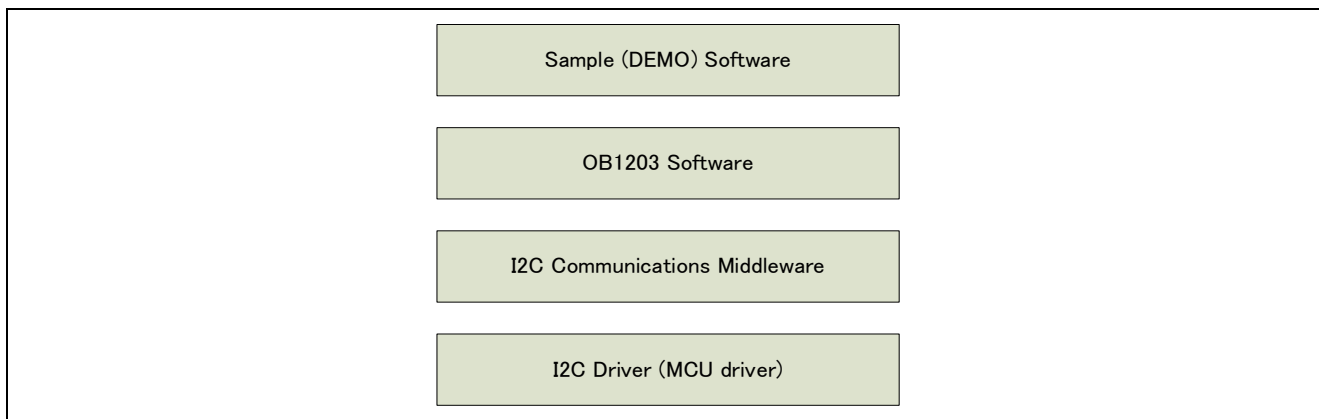 Sample (DEMO) Software
OB1203 Software
I2C Communications Middleware
I2C Driver (MCU driver)